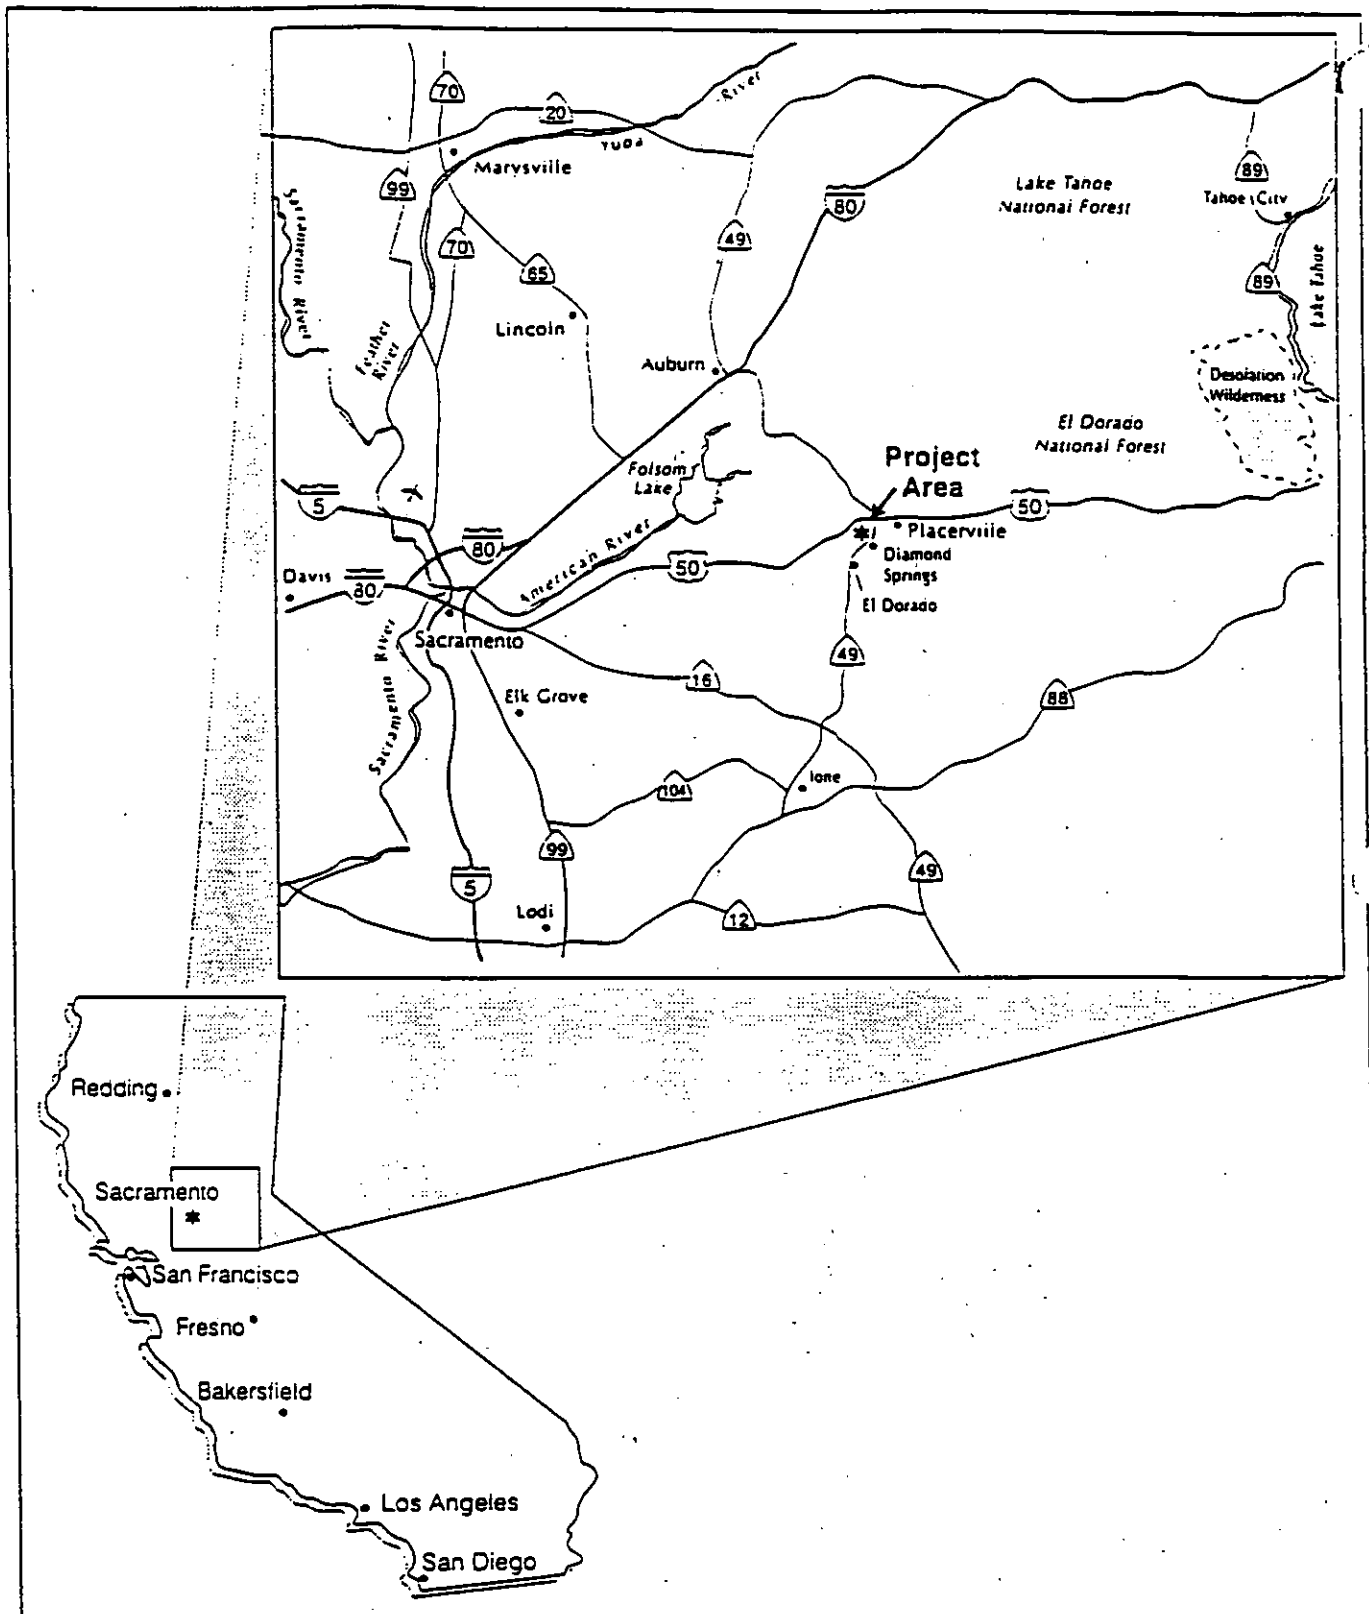 70
20
River
Yuba
Marysville
99
89
Lake Tahoe
National Forest
Tahoe City
80
49
70
Sacramento River
65
89
Lake Tahoe
Lincoln
Feather
River
Auburn
Desolation
Wilderness
El Dorado
National Forest
Project
Area
Folsom
Lake
5
50
Placerville
American River
80
Diamond
Springs
50
Davis
80
El Dorado
Sacramento
Sacramento River
49
16
88
Elk Grove
Ione
104
99
49
5
Lodi
12
Redding
Sacramento
San Francisco
Fresno
Bakersfield
Los Angeles
San Diego